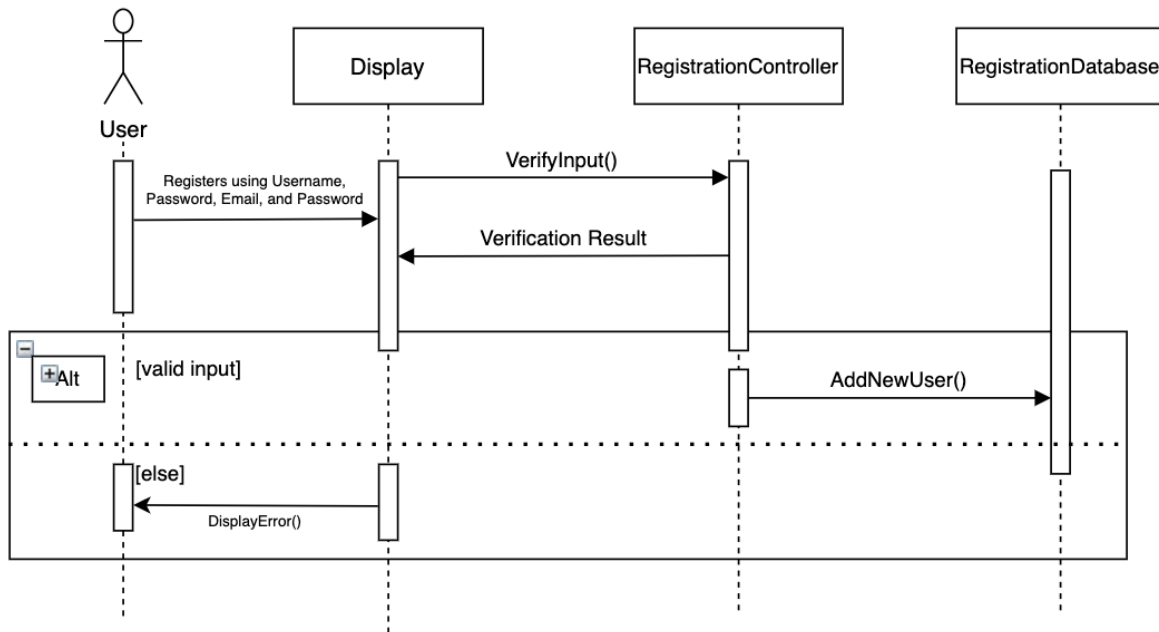 Display
RegistrationController
RegistrationDatabase
User
Registers using Username,
Password, Email, and Password
VerifyInput()
Verification Result
Alt
[valid input]
AddNewUser()
[else]
DisplayError()